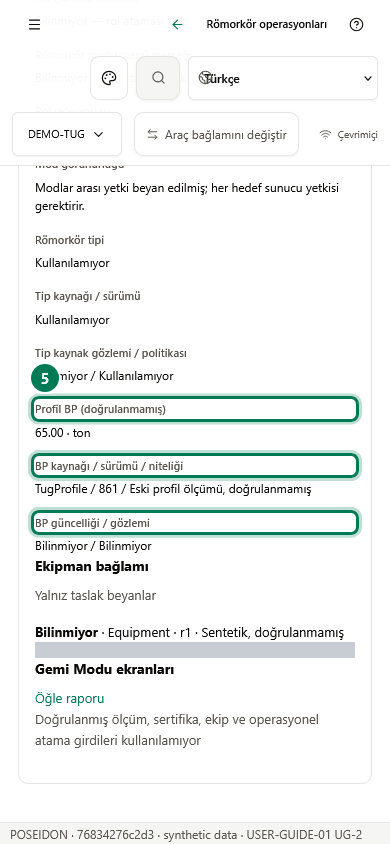 Römorkör operasyonları
Türkçe
DEMO-TUG
Araç bağlamını değiştir
Çevrimiçi
Mod görünürlüğü
Modlar arası yetki beyan edilmiş; her hedef sunucu yetkisi
gerektirir.
Römorkör tipi
Kullanılamıyor
Tip kaynağı / sürümü
Kullanılamıyor
Tip kaynak gözlemi / politikası
5
/ Kullanılamıyor
Profil BP (doğrulanmamış)
65.00 · ton
BP kaynağı / sürümü / niteliği
TugProfile / 861 / Eski profil ölçümü, doğrulanmamış
BP güncelliği / gözlemi
Bilinmiyor / Bilinmiyor
Ekipman bağlamı
Yalnız taslak beyanlar
Bilinmiyor · Equipment · r1 · Sentetik, doğrulanmamış
Gemi Modu ekranları
Öğle raporu
Doğrulanmış ölçüm, sertifika, ekip ve operasyonel
atama girdileri kullanılamıyor
POSEIDON · 76834276c2d3 · synthetic data · USER-GUIDE-01 UG-2